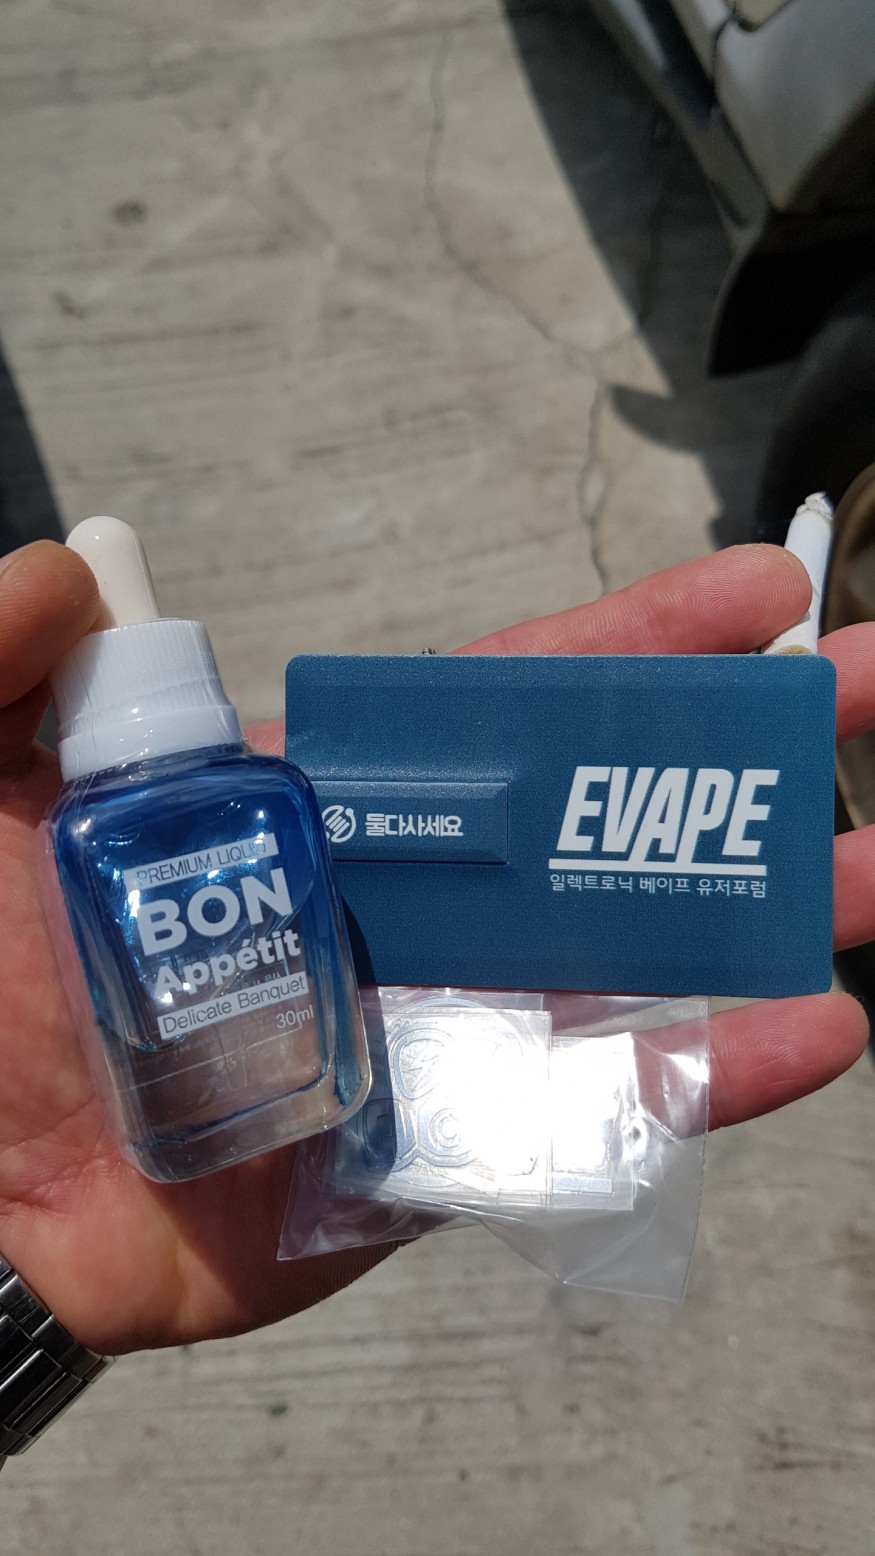 PREMIUM LIQUID
BON
Appétit
Delicate Banquet
30ml
둘다사세요
EVAPE
일렉트로닉 베이프 유저포럼